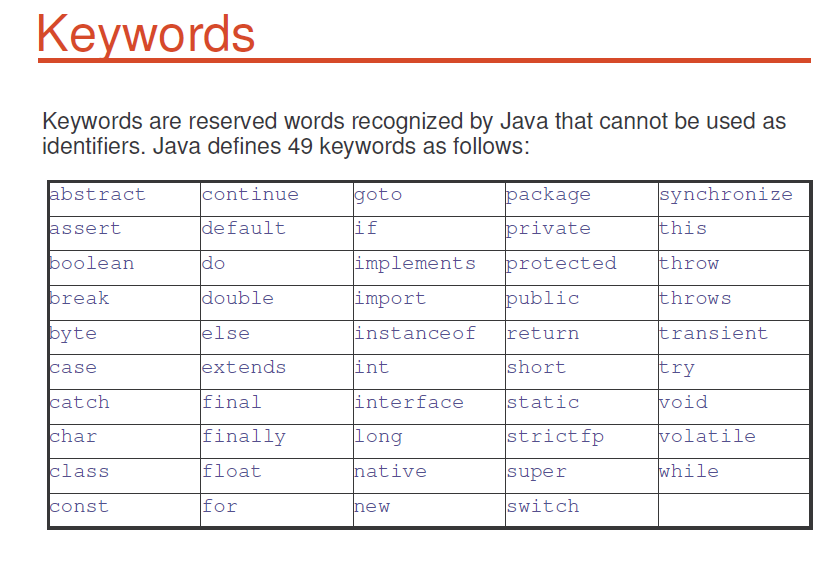 Keywords
Keywords are reserved words recognized by Java that cannot be used as
identifiers. Java defines 49 keywords as follows:
abstract continue goto package synchronize
assert default if private this
boolean do implements protected throw
break double import public throws
byte else instanceof return transient
case extends int short try
catch final interface static void
char finally long strictfp volatile
class float native super while
const for new switch